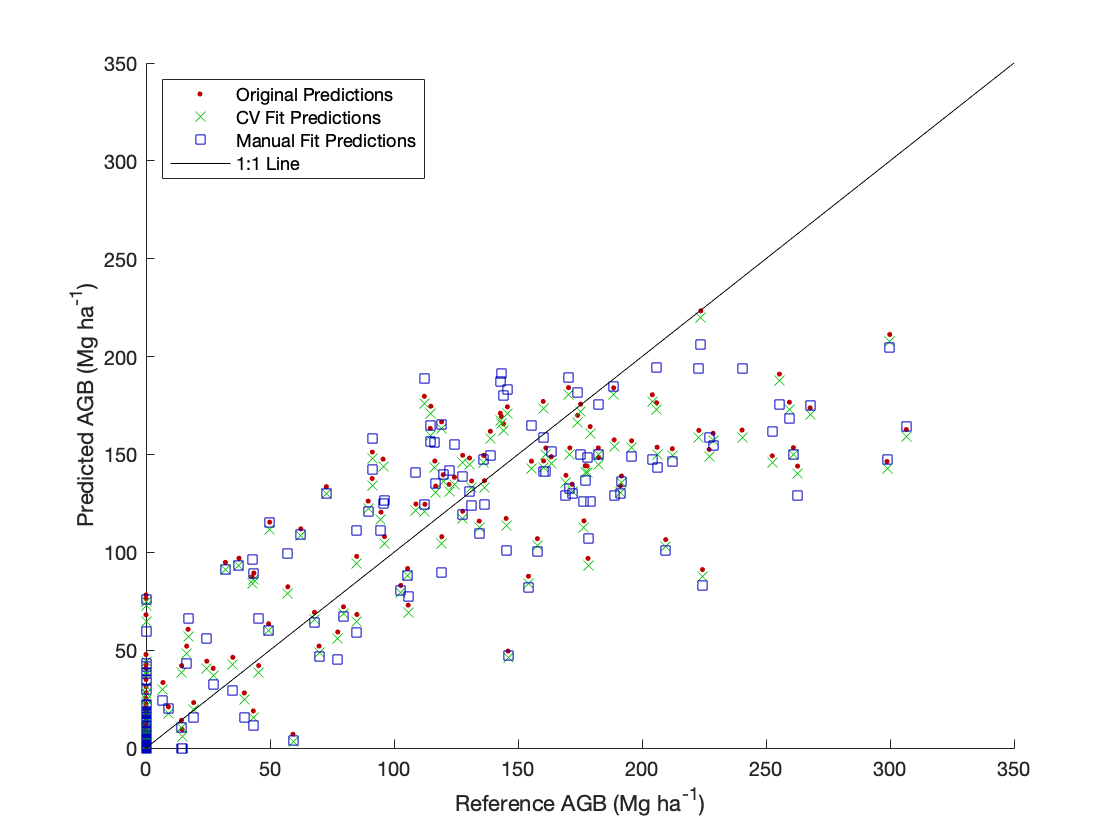 350
300
250
200
150
100
50
0
Predicted AGB (Mg ha-1)
Original Predictions
CV Fit Predictions
Manual Fit Predictions
1:1 Line
0 50 100 150 200 250 300 350
Reference AGB (Mg ha-1)